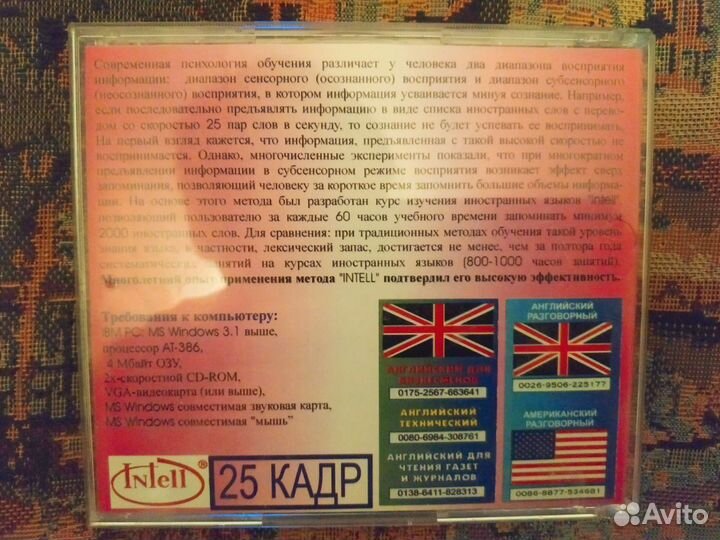 Современная психология обучения различает у человека два диапазона восприятия
информации: диапазон сенсорного (осознанного) восприятия и диапазон субсенсорного
(неосознанного) восприятия, в котором информация усваивается минуя сознание. Например,
если последовательно предъявлять информацию в виде списка иностранных слов с перево-
дом со скоростью 25 пар слов в секунду, то сознание не будет успевать ее воспринимать.
На первый взгляд кажется, что информация, предъявленная с такой высокой скоростью не
воспринимается. Однако, многочисленные эксперименты показали, что при многократном
предъявлении информации в субсенсорном режиме восприятия возникает эффект сверх
запоминания, позволяющий человеку за короткое время запомнить большие объемы информа-
ции. На основе этого метода был разработан курс изучения иностранных языков "Intell",
позволяющий пользователю за каждые 60 часов учебного времени запоминать минимум
2000 иностранных слов. Для сравнения: при традиционных методах обучения такой уровень
знания языка, в частности, лексический запас, достигается не менее, чем за полтора года
систематических занятий на курсах иностранных языков (800-1000 часов занятий).
Многолетний опыт применения метода "INTELL" подтвердил его высокую эффективность.
Требования к компьютеру:
IBM PC: MS Windows 3.1 выше,
процессор AT-386,
4 Мбайт ОЗУ,
2х-скоростной CD-ROM,
VGA-видеокарта (или выше),
MS Windows совместимая звуковая карта,
MS Windows совместимая "мышь"
Intell ®
25 КАДР
АНГЛИЙСКИЙ ДЛЯ
БИЗНЕСМЕНОВ
0175-2567-663641
АНГЛИЙСКИЙ
ТЕХНИЧЕСКИЙ
0080-6984-308761
АНГЛИЙСКИЙ ДЛЯ
ЧТЕНИЯ ГАЗЕТ
И ЖУРНАЛОВ
0138-6411-828313
АНГЛИЙСКИЙ
РАЗГОВОРНЫЙ
0026-9506-225177
АМЕРИКАНСКИЙ
РАЗГОВОРНЫЙ
0086-8877-534681
Avito